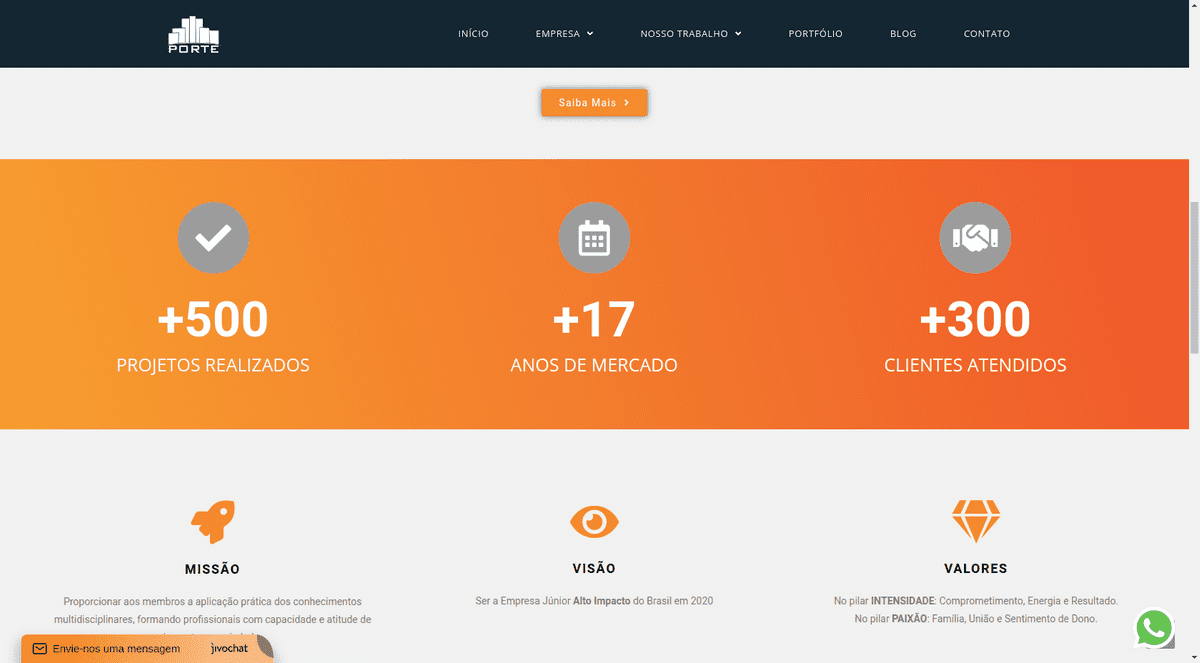 PORTE
INÍCIO EMPRESA NOSSO TRABALHO PORTFÓLIO BLOG CONTATO
Saiba Mais
+500 +17 +300
PROJETOS REALIZADOS ANOS DE MERCADO CLIENTES ATENDIDOS
MISSÃO VISÃO VALORES
Proporcionar aos membros a aplicação prática dos conhecimentos
multidisciplinares, formando profissionais com capacidade e atitude de
Ser a Empresa Júnior Alto Impacto do Brasil em 2020
No pilar INTENSIDADE: Comprometimento, Energia e Resultado.
No pilar PAIXÃO: Família, União e Sentimento de Dono.
Envie-nos uma mensagem jivochat